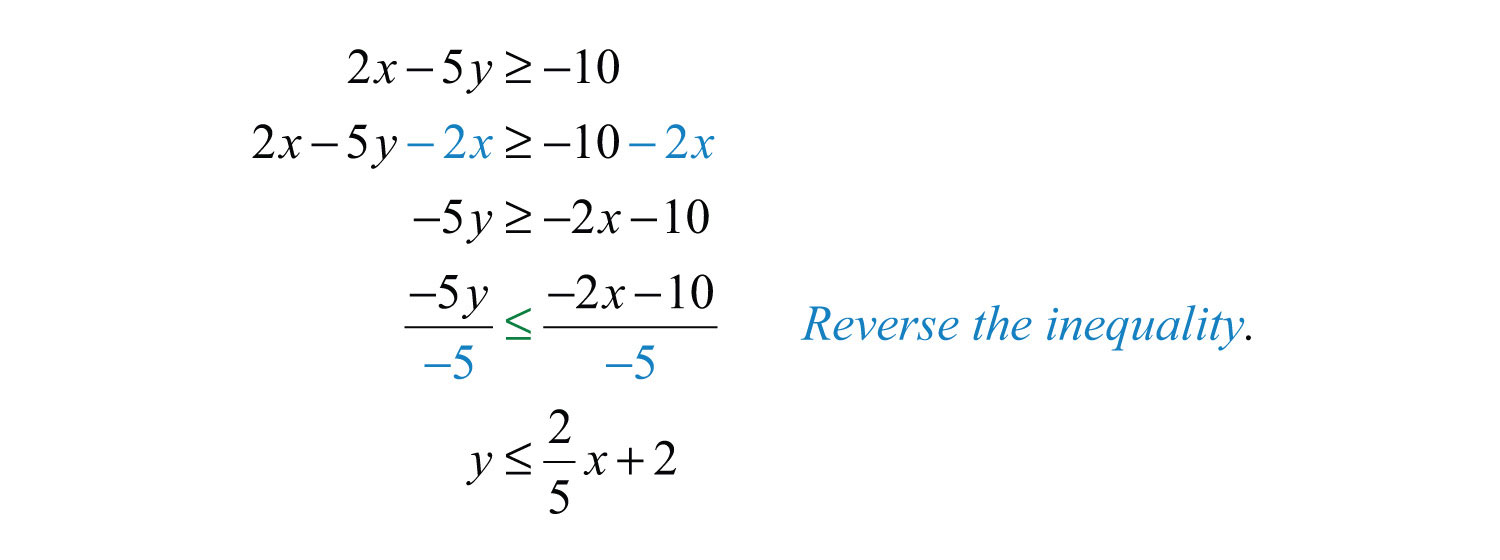 2x − 5y ≥ −10
2x − 5y − 2x ≥ −10 − 2x
−5y ≥ −2x − 10
−5y/−5 ≤ (−2x − 10)/−5 Reverse the inequality.
y ≤ 2/5 x + 2